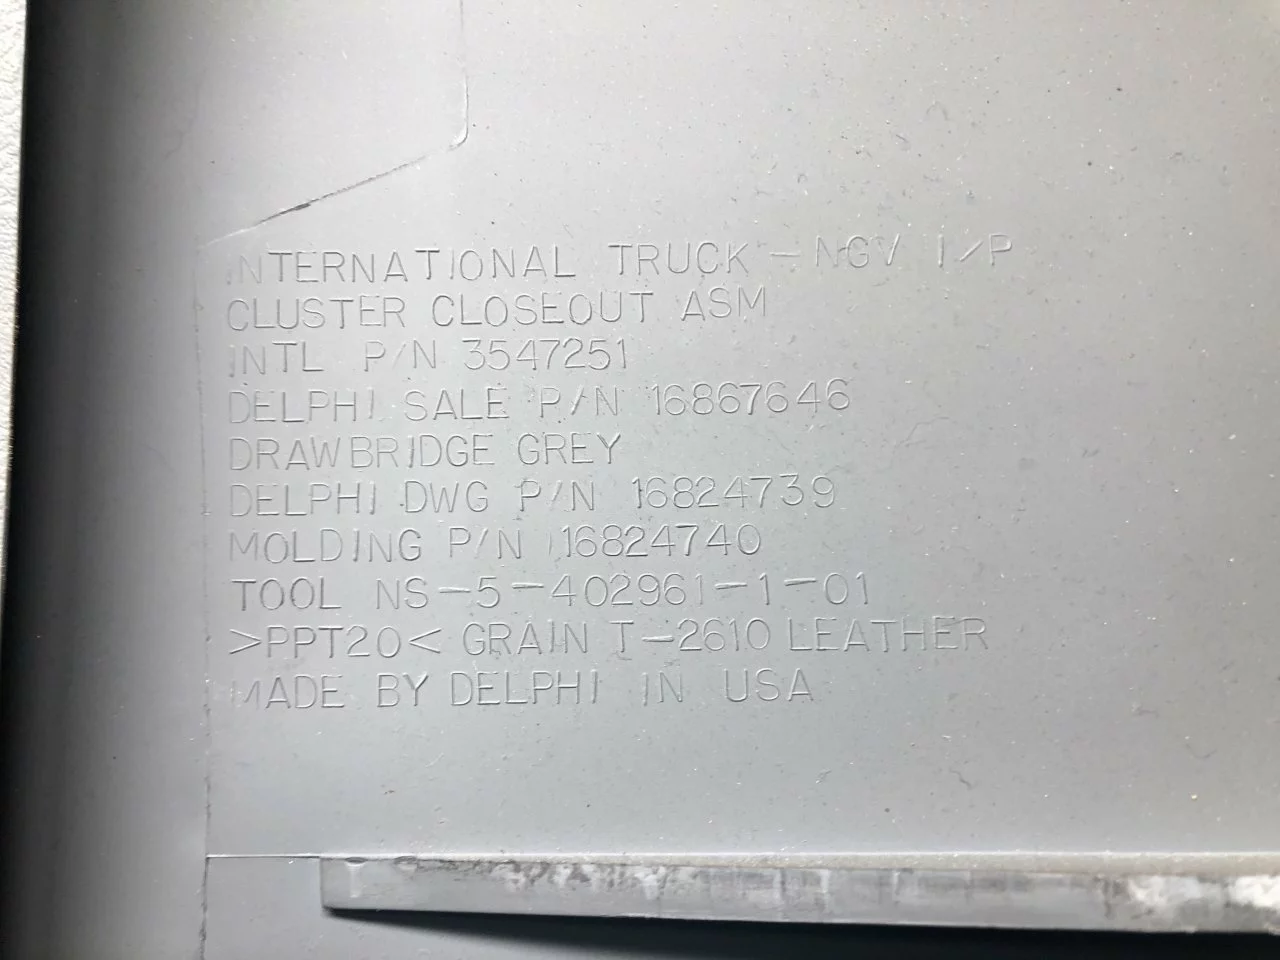 INTERNATIONAL TRUCK - NGV I/P
CLUSTER CLOSEOUT ASM
INTL P/N 3547251
DELPHI SALE P/N 16867646
DRAWBRIDGE GREY
DELPHI DWG P/N 16824739
MOLDING P/N 16824740
TOOL NS-5-402961-1-01
>PPT20< GRAIN T-2610 LEATHER
MADE BY DELPHI IN USA